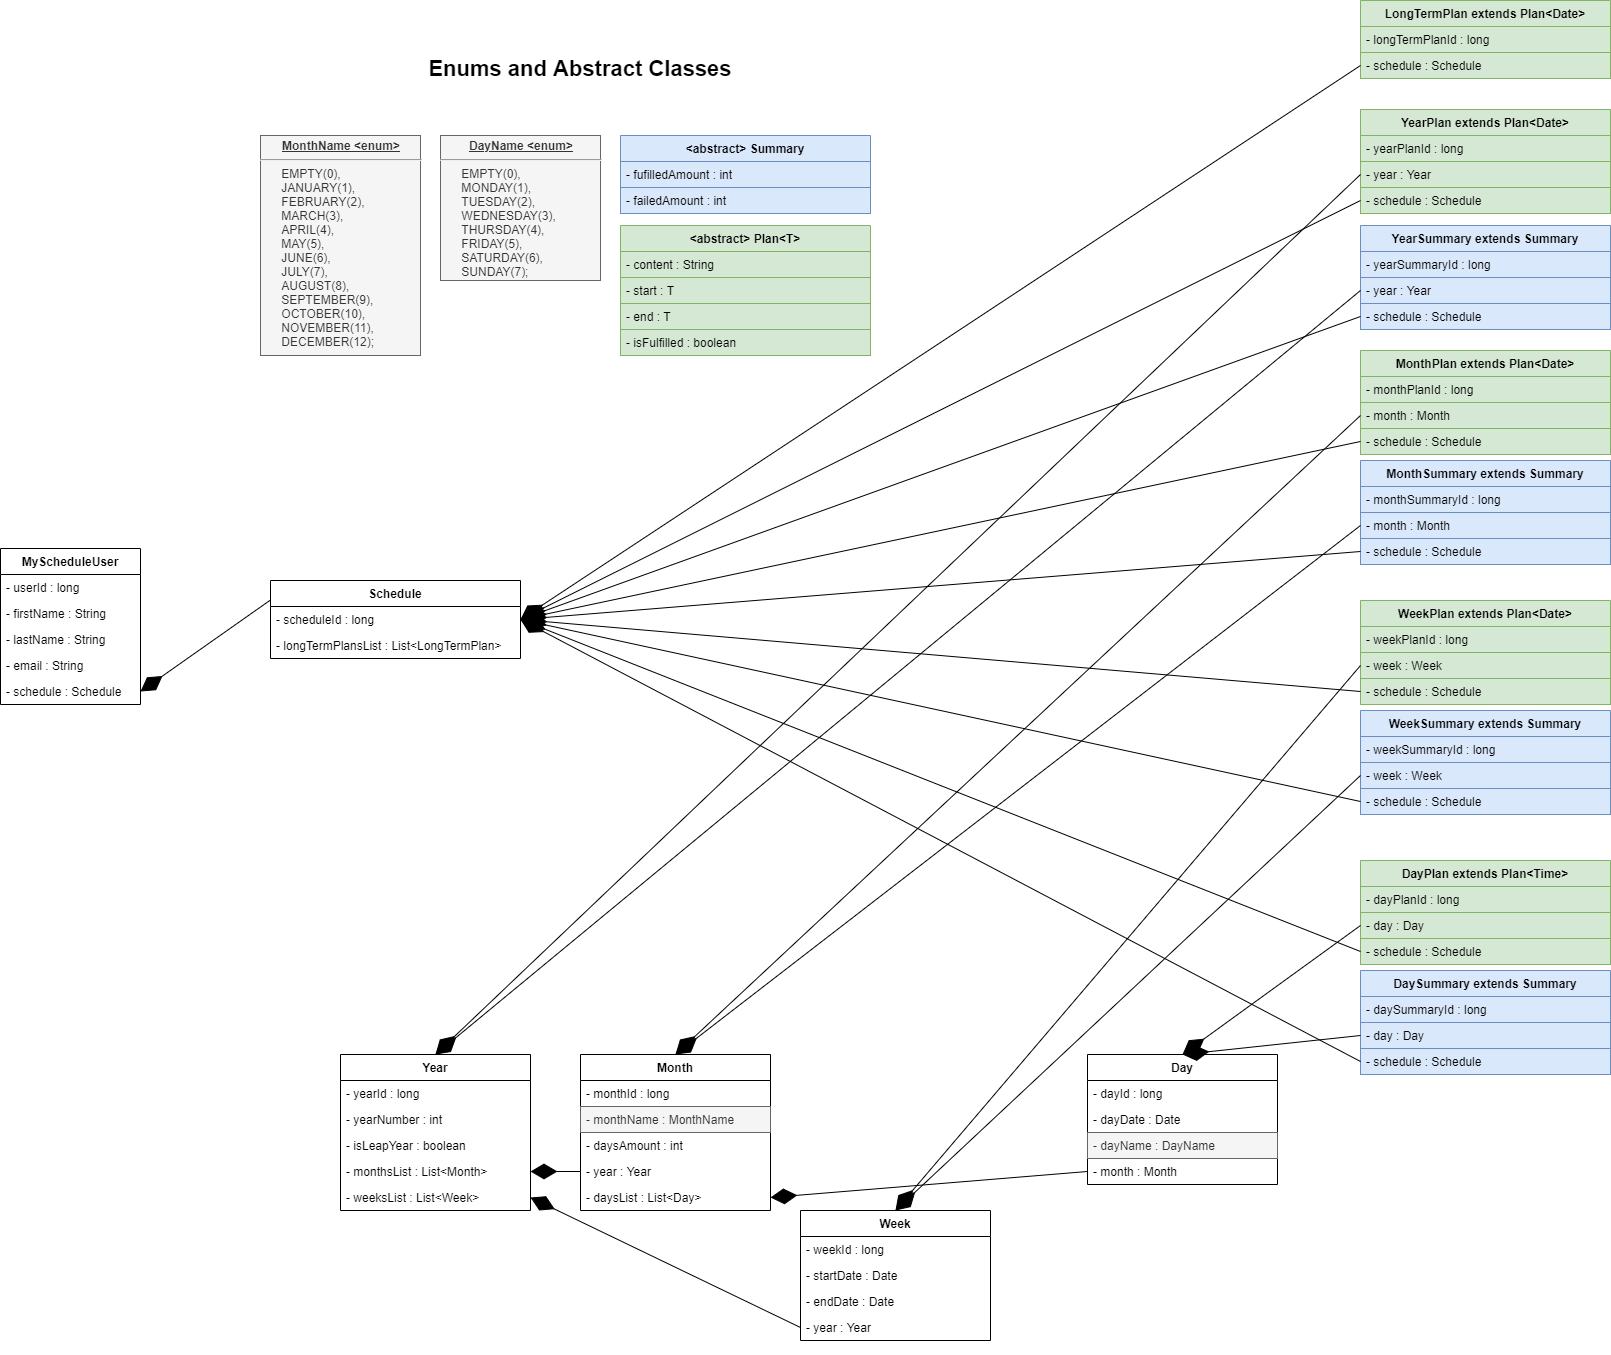 Enums and Abstract Classes
MonthName <enum>
EMPTY(0),
JANUARY(1),
FEBRUARY(2),
MARCH(3),
APRIL(4),
MAY(5),
JUNE(6),
JULY(7),
AUGUST(8),
SEPTEMBER(9),
OCTOBER(10),
NOVEMBER(11),
DECEMBER(12);
DayName <enum>
EMPTY(0),
MONDAY(1),
TUESDAY(2),
WEDNESDAY(3),
THURSDAY(4),
FRIDAY(5),
SATURDAY(6),
SUNDAY(7);
<abstract> Summary
- fufilledAmount : int
- failedAmount : int
<abstract> Plan<T>
- content : String
- start : T
- end : T
- isFulfilled : boolean
MyScheduleUser
- userId : long
- firstName : String
- lastName : String
- email : String
- schedule : Schedule
Schedule
- scheduleId : long
- longTermPlansList : List<LongTermPlan>
LongTermPlan extends Plan<Date>
- longTermPlanId : long
- schedule : Schedule
YearPlan extends Plan<Date>
- yearPlanId : long
- year : Year
- schedule : Schedule
YearSummary extends Summary
- yearSummaryId : long
- year : Year
- schedule : Schedule
MonthPlan extends Plan<Date>
- monthPlanId : long
- month : Month
- schedule : Schedule
MonthSummary extends Summary
- monthSummaryId : long
- month : Month
- schedule : Schedule
WeekPlan extends Plan<Date>
- weekPlanId : long
- week : Week
- schedule : Schedule
WeekSummary extends Summary
- weekSummaryId : long
- week : Week
- schedule : Schedule
DayPlan extends Plan<Time>
- dayPlanId : long
- day : Day
- schedule : Schedule
DaySummary extends Summary
- daySummaryId : long
- day : Day
- schedule : Schedule
Year
- yearId : long
- yearNumber : int
- isLeapYear : boolean
- monthsList : List<Month>
- weeksList : List<Week>
Month
- monthId : long
- monthName : MonthName
- daysAmount : int
- year : Year
- daysList : List<Day>
Week
- weekId : long
- startDate : Date
- endDate : Date
- year : Year
Day
- dayId : long
- dayDate : Date
- dayName : DayName
- month : Month